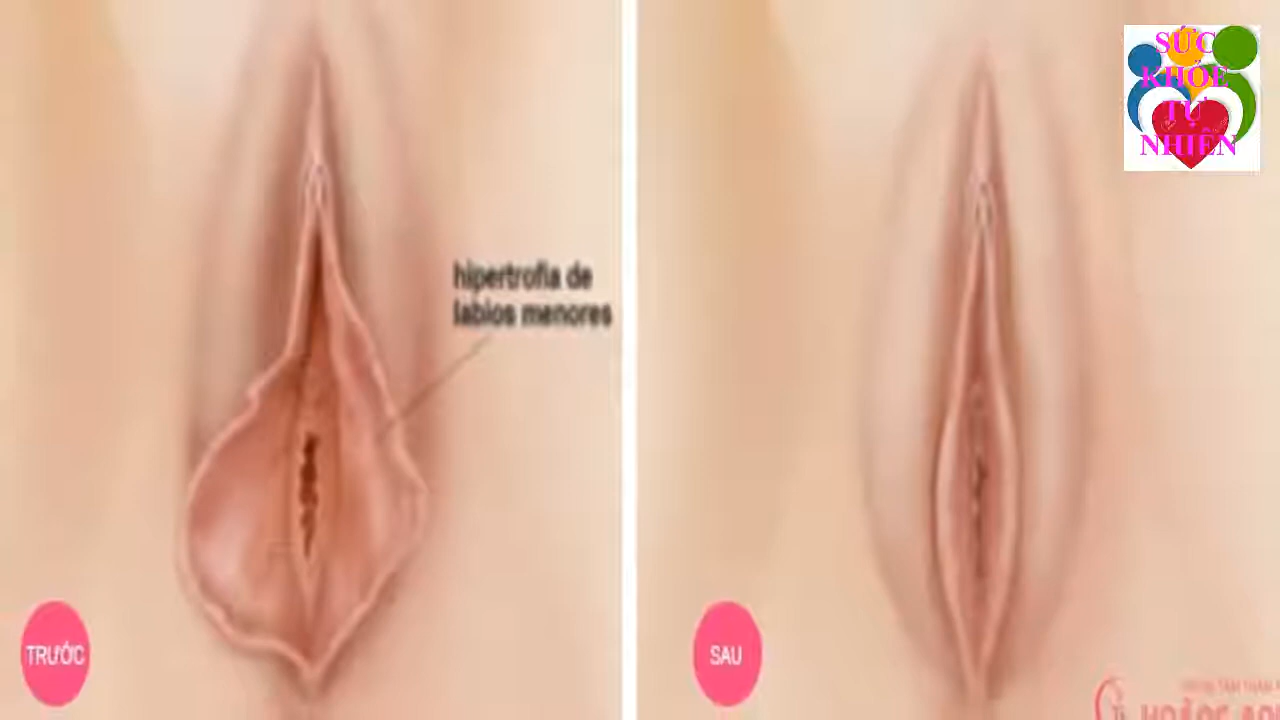 hipertrofia de
labios menores
TRƯỚC
SAU
SỨC
KHỎE
TỰ
NHIÊN